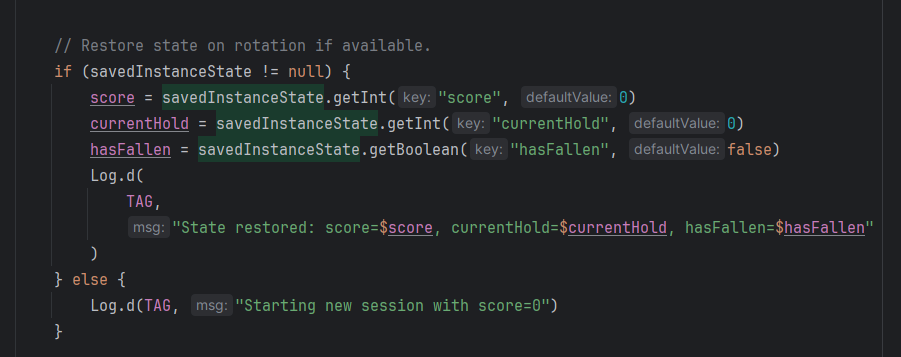 // Restore state on rotation if available.
if (savedInstanceState != null) {
    score = savedInstanceState.getInt( key: "score", defaultValue: 0)
    currentHold = savedInstanceState.getInt( key: "currentHold", defaultValue: 0)
    hasFallen = savedInstanceState.getBoolean( key: "hasFallen", defaultValue: false)
    Log.d(
        TAG,
        msg: "State restored: score=$score, currentHold=$currentHold, hasFallen=$hasFallen"
    )
} else {
    Log.d(TAG, msg: "Starting new session with score=0")
}